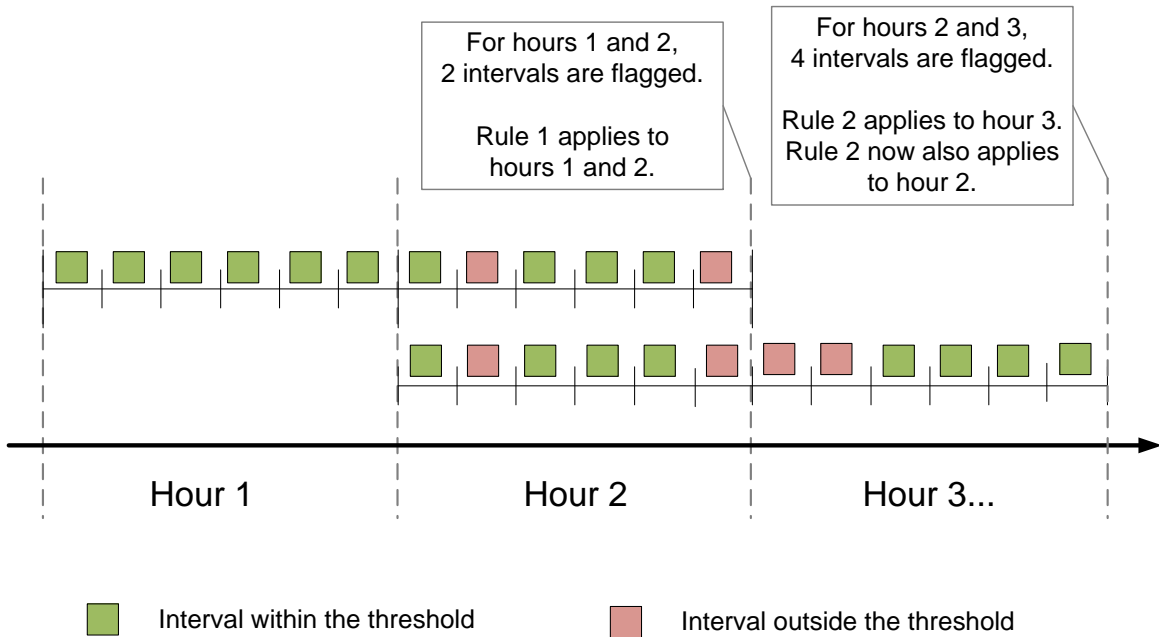 For hours 1 and 2,
2 intervals are flagged.
Rule 1 applies to
hours 1 and 2.
For hours 2 and 3,
4 intervals are flagged.
Rule 2 applies to hour 3.
Rule 2 now also applies
to hour 2.
Hour 1
Hour 2
Hour 3...
Interval within the threshold
Interval outside the threshold